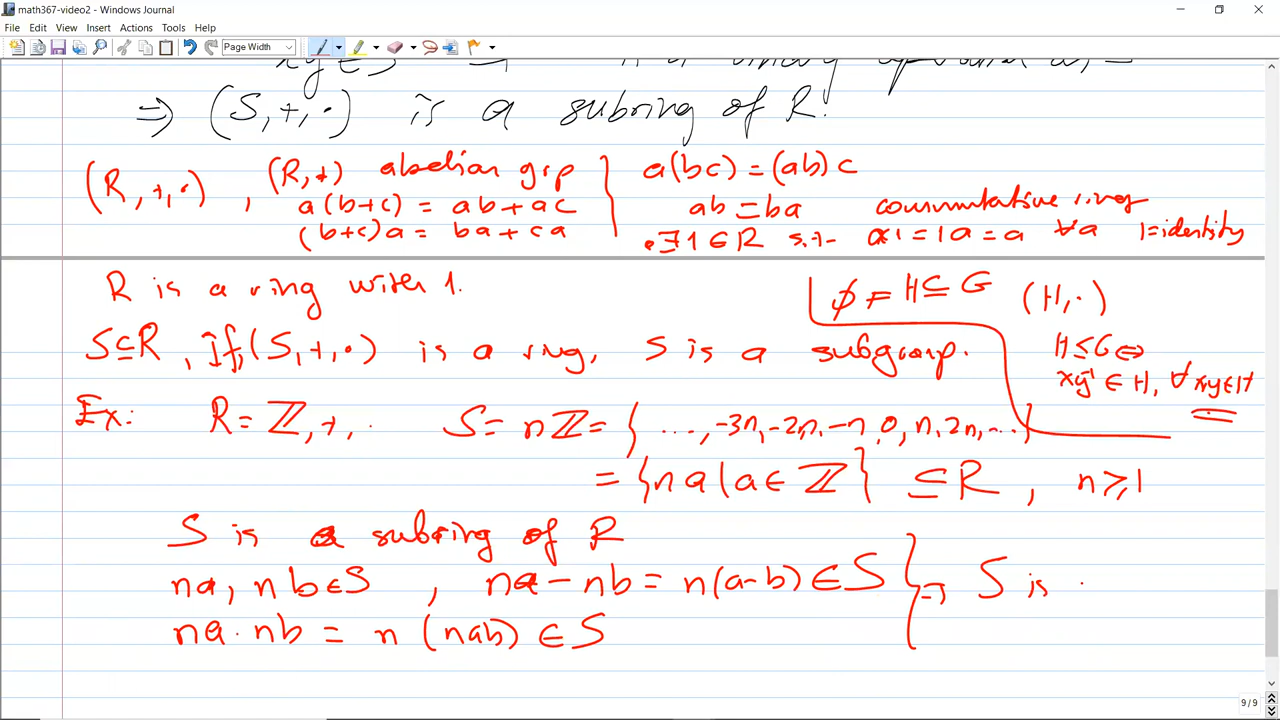 math367-video2 - Windows Journal
File Edit View Insert Actions Tools Help
Page Width
xy ∈ S ⇒
⇒ (S,+,·) is a subring of R.
(R,+,·), (R,+) abelian grp
a(b+c) = ab+ac
(b+c)a = ba+ca
a(bc) = (ab)c
ab = ba commutative ring
∃1∈R s.t. a1=1a=a ∀a 1=identity
R is a ring with 1.
∅ ≠ H ⊆ G (H,·)
S⊆R, If (S,+,·) is a ring, S is a subgroup.
H≤G ⇔
xy⁻¹ ∈ H, ∀ x,y∈H
Ex: R = ℤ,+,· S = nℤ = { ..., -3n, -2n, -n, 0, n, 2n, ... }
= {na | a ∈ ℤ} ⊆ R, n ≥ 1
S is a subring of R
na, nb ∈ S, na - nb = n(a-b) ∈ S } ⇒ S is
na · nb = n (nab) ∈ S
9 / 9